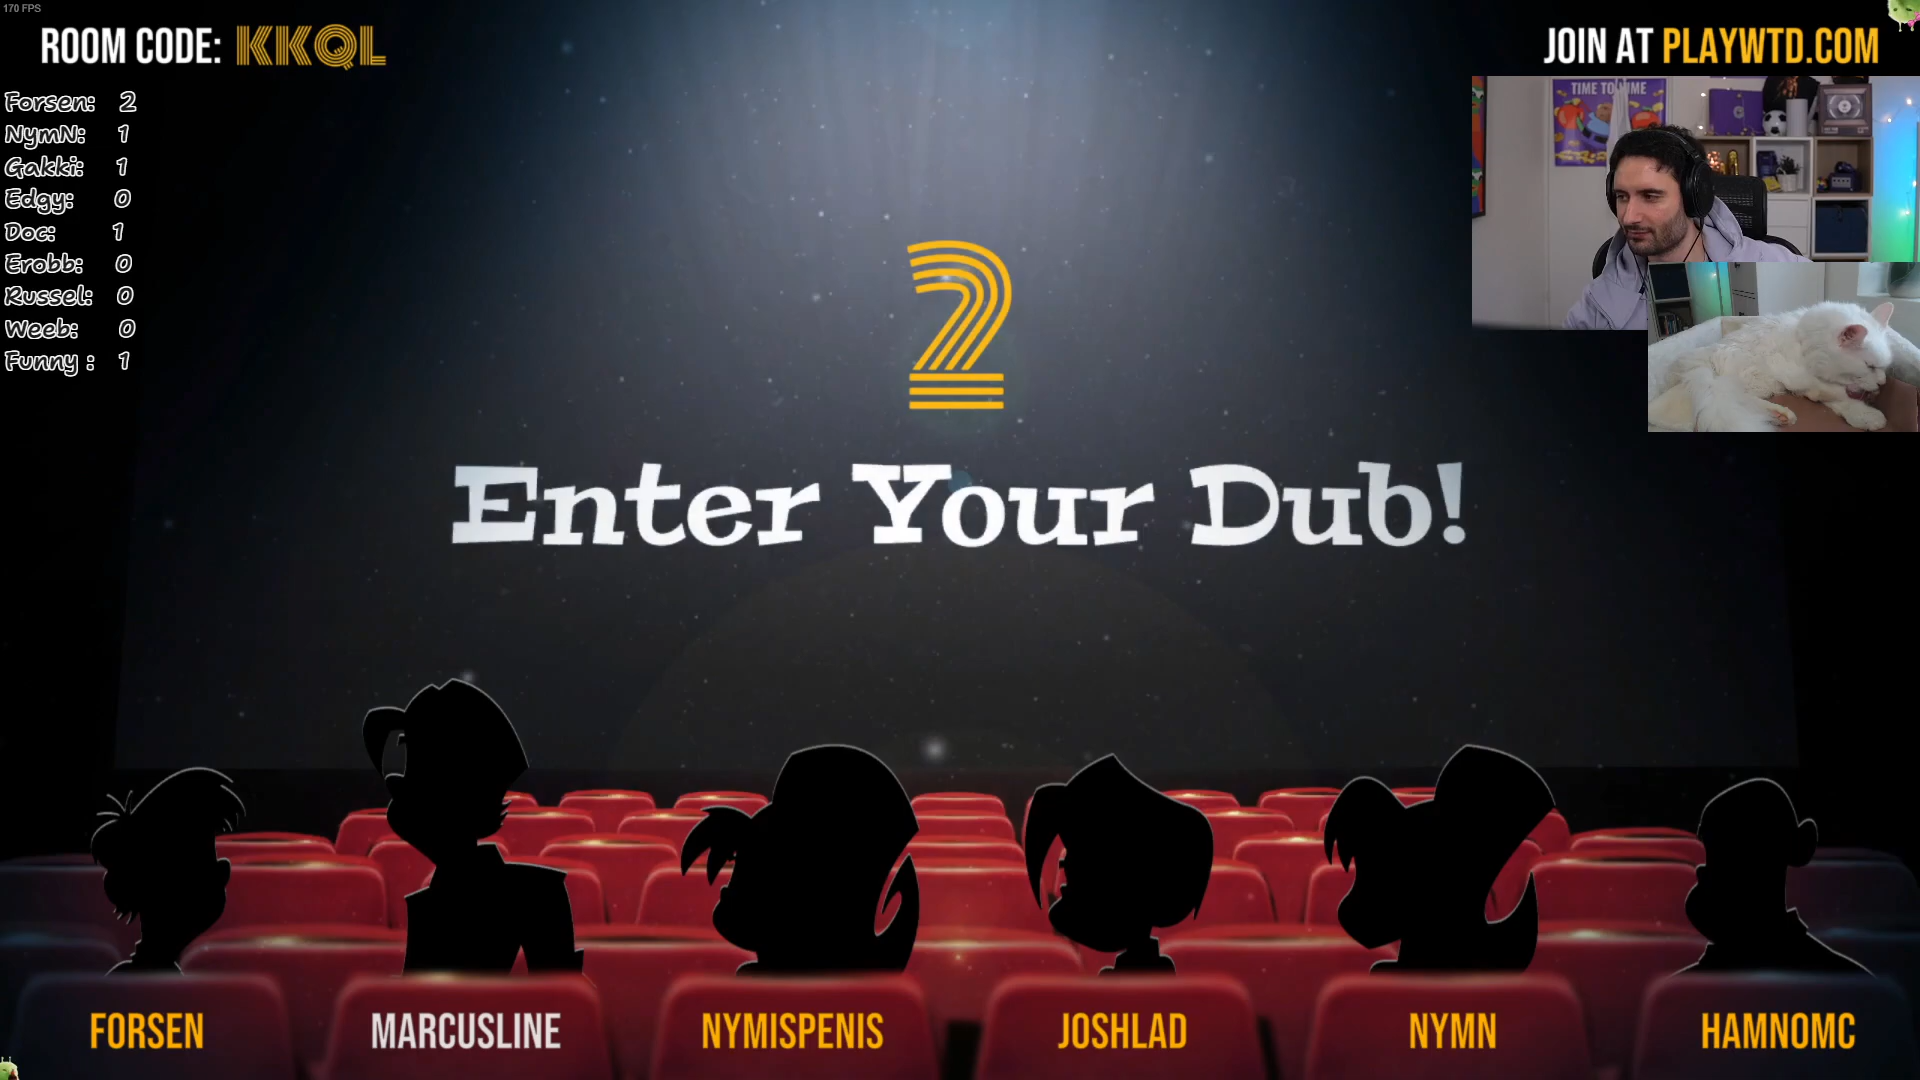 170 FPS
ROOM CODE: KKQL
JOIN AT PLAYWTD.COM
Forsen: 2
NymN: 1
Gakki: 1
Edgy: 0
Doc: 1
Erobb: 0
Russel: 0
Weeb: 0
Funny : 1
TIME TO MIME
2
Enter Your Dub!
FORSEN
MARCUSLINE
NYMISPENIS
JOSHLAD
NYMN
HAMNOMC